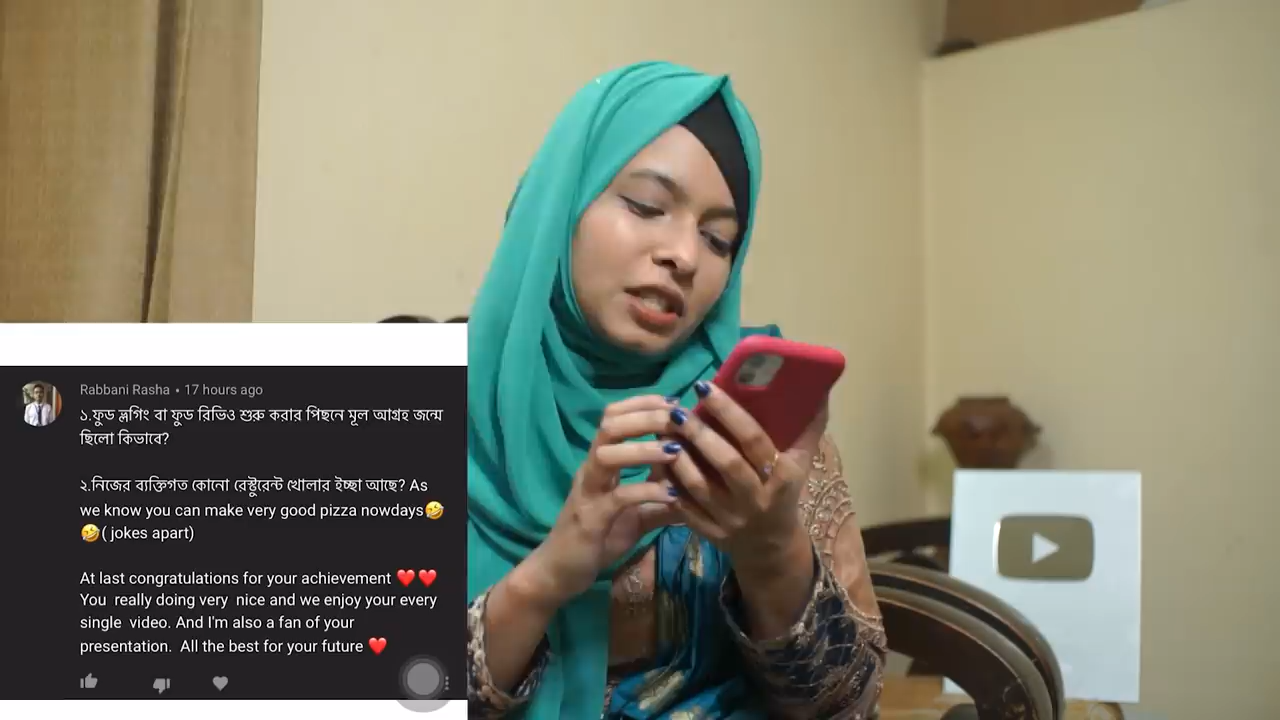 Rabbani Rasha • 17 hours ago
১.ফুড ভ্লগিং বা ফুড রিভিও শুরু করার পিছনে মূল আগ্রহ জন্মে
ছিলো কিভাবে?
২.নিজের ব্যক্তিগত কোনো রেস্টুরেন্ট খোলার ইচ্ছা আছে? As
we know you can make very good pizza nowdays🤣
🤣( jokes apart)
At last congratulations for your achievement ❤️❤️
You really doing very nice and we enjoy your every
single video. And I'm also a fan of your
presentation. All the best for your future ❤️